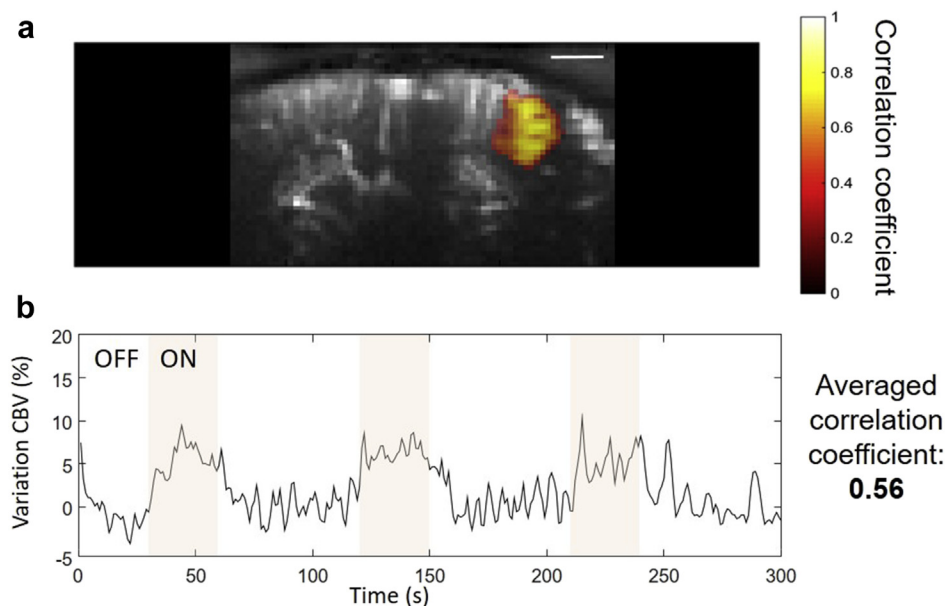 a
1
0.8
0.6
0.4
0.2
0
Correlation coefficient
b
Variation CBV (%)
20
15
10
5
0
-5
OFF ON
0 50 100 150 200 250 300
Time (s)
Averaged
correlation
coefficient:
0.56